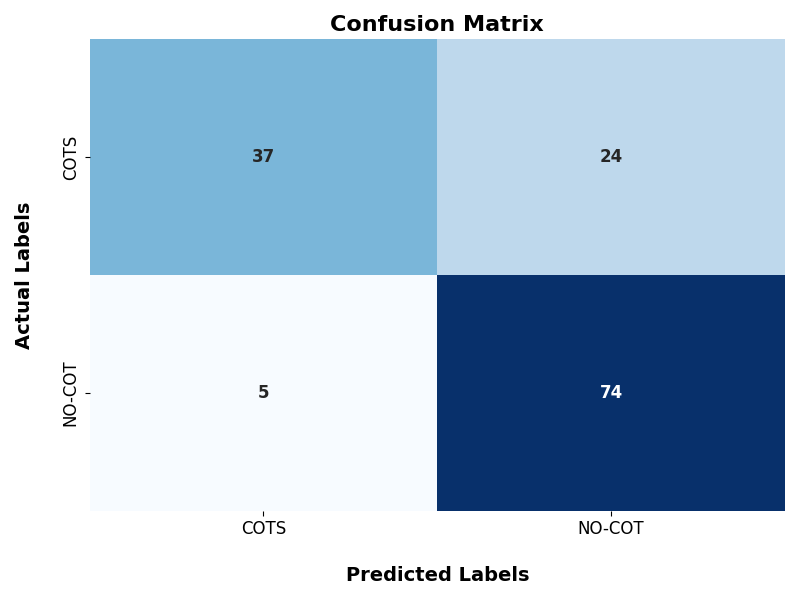 Confusion Matrix
Actual Labels
COTS
37
24
NO-COT
5
74
COTS
NO-COT
Predicted Labels